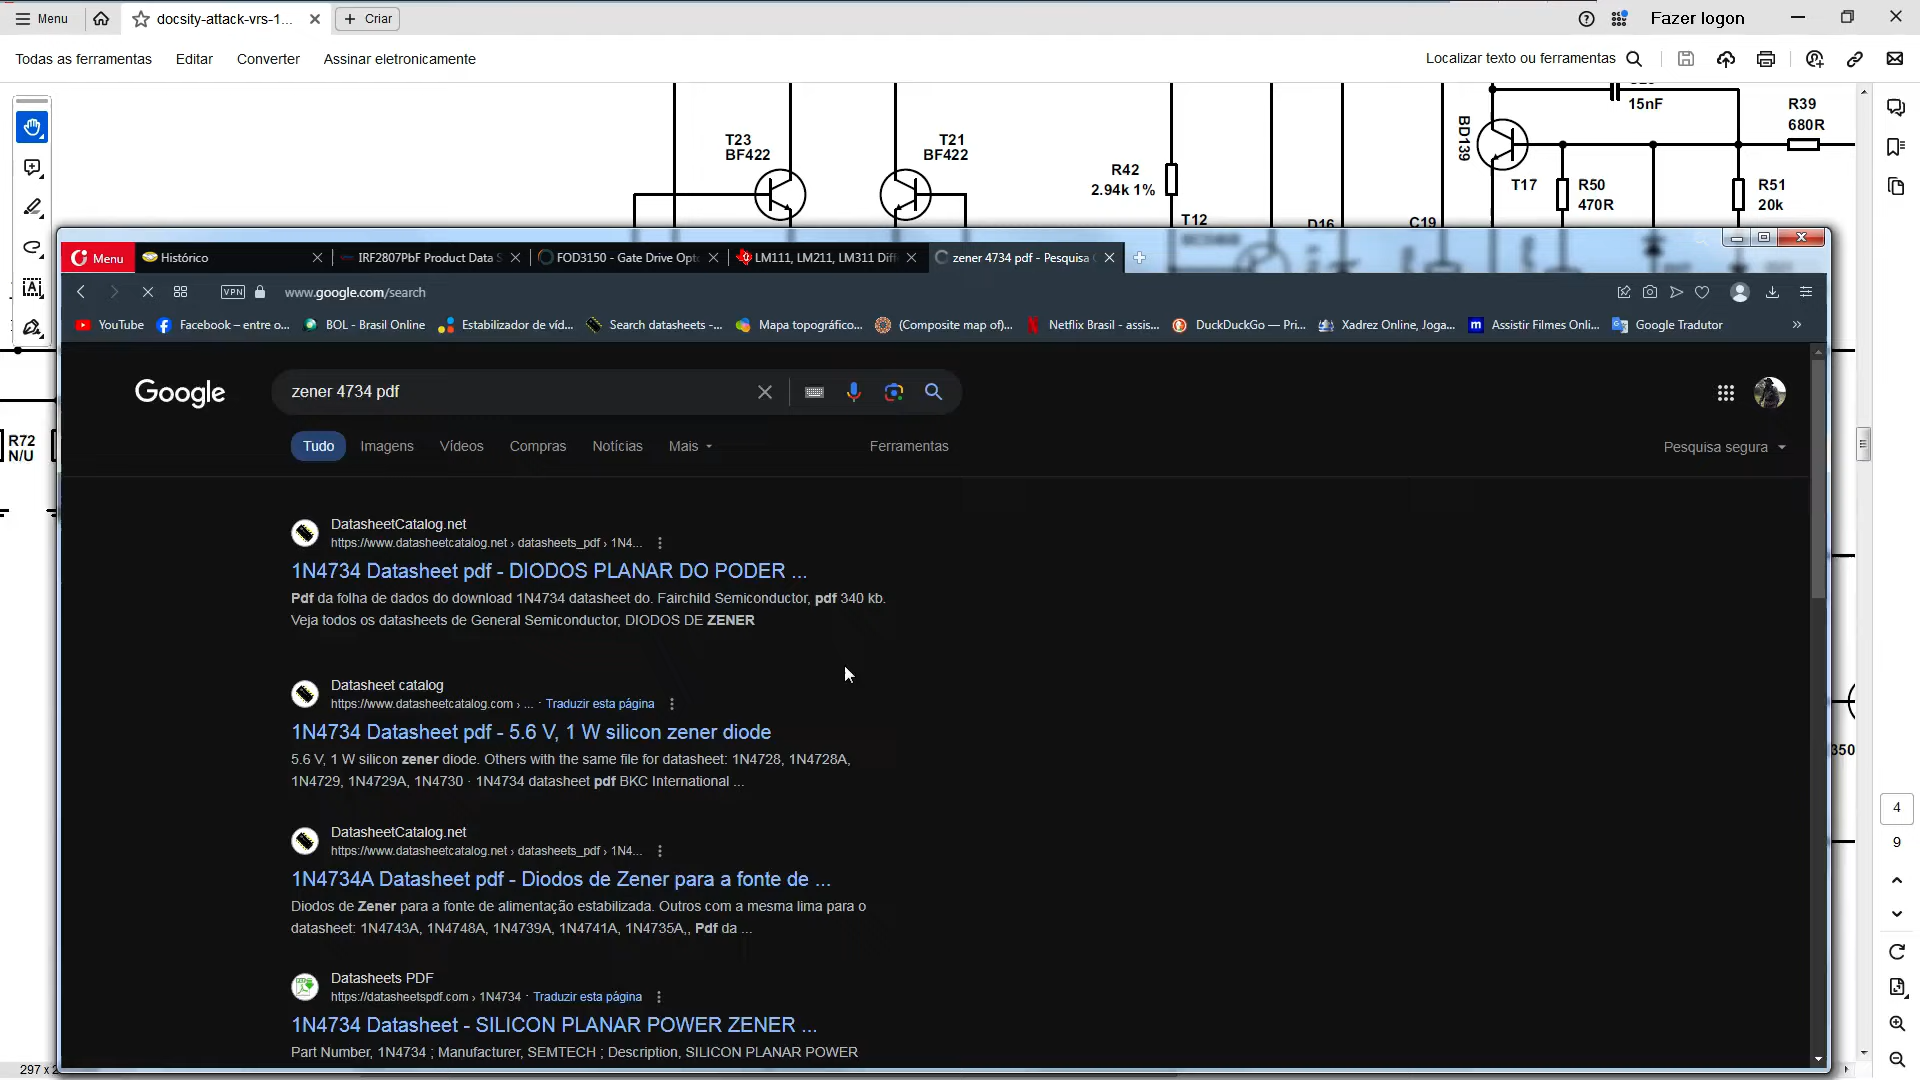 Menu
docsity-attack-vrs-1...
Criar
Fazer logon
Todas as ferramentas
Editar
Converter
Assinar eletronicamente
Localizar texto ou ferramentas
15nF
R39
680R
T23
BF422
T21
BF422
BD139
R42
2.94k 1%
T17
R50
470R
R51
20k
T12
D16
C19
Menu
Histórico
IRF2807PbF Product Data S
FOD3150 - Gate Drive Opto
LM111, LM211, LM311 Diff
zener 4734 pdf - Pesquisa
VPN
www.google.com/search
YouTube
Facebook – entre o...
BOL - Brasil Online
Estabilizador de víd...
Search datasheets -...
Mapa topográfico...
(Composite map of)...
Netflix Brasil - assis...
DuckDuckGo — Pri...
Xadrez Online, Joga...
Assistir Filmes Onli...
Google Tradutor
Google
zener 4734 pdf
Tudo
Imagens
Vídeos
Compras
Notícias
Mais
Ferramentas
Pesquisa segura
R72
N/U
DatasheetCatalog.net
https://www.datasheetcatalog.net › datasheets_pdf › 1N4...
1N4734 Datasheet pdf - DIODOS PLANAR DO PODER ...
Pdf da folha de dados do download 1N4734 datasheet do. Fairchild Semiconductor, pdf 340 kb.
Veja todos os datasheets de General Semiconductor, DIODOS DE ZENER
Datasheet catalog
https://www.datasheetcatalog.com › ... · Traduzir esta página
1N4734 Datasheet pdf - 5.6 V, 1 W silicon zener diode
5.6 V, 1 W silicon zener diode. Others with the same file for datasheet: 1N4728, 1N4728A,
1N4729, 1N4729A, 1N4730 · 1N4734 datasheet pdf BKC International ...
350
DatasheetCatalog.net
https://www.datasheetcatalog.net › datasheets_pdf › 1N4...
1N4734A Datasheet pdf - Diodos de Zener para a fonte de ...
Diodos de Zener para a fonte de alimentação estabilizada. Outros com a mesma lima para o
datasheet: 1N4743A, 1N4748A, 1N4739A, 1N4741A, 1N4735A,, Pdf da ...
4
9
Datasheets PDF
https://datasheetspdf.com › 1N4734 · Traduzir esta página
1N4734 Datasheet - SILICON PLANAR POWER ZENER ...
Part Number, 1N4734 ; Manufacturer, SEMTECH ; Description, SILICON PLANAR POWER
297 x 2